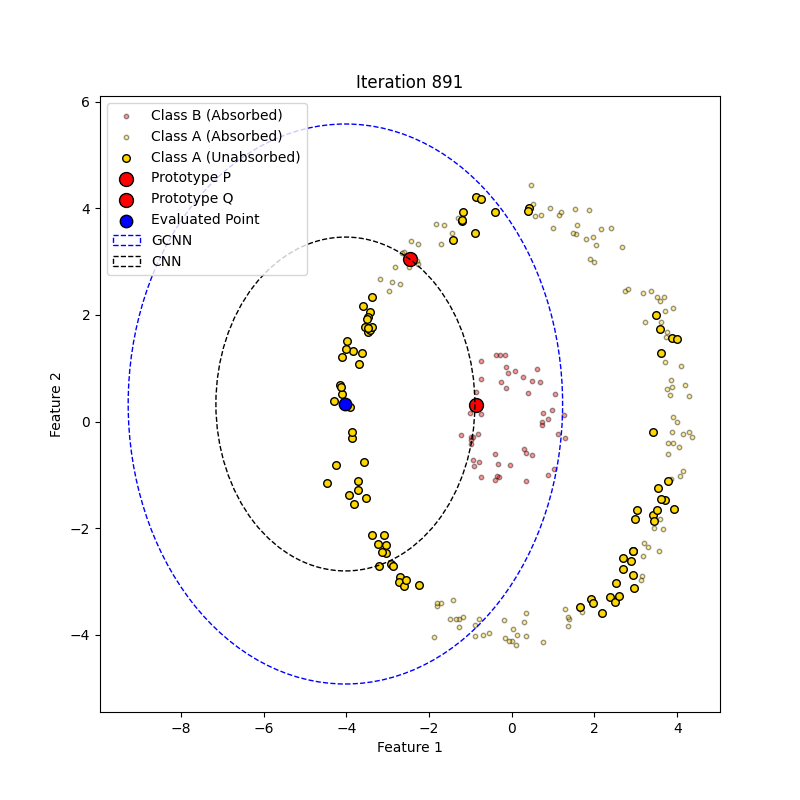 Iteration 891
Class B (Absorbed)
Class A (Absorbed)
Class A (Unabsorbed)
Prototype P
Prototype Q
Evaluated Point
GCNN
CNN
6
4
2
0
−2
−4
Feature 2
−8
−6
−4
−2
0
2
4
Feature 1